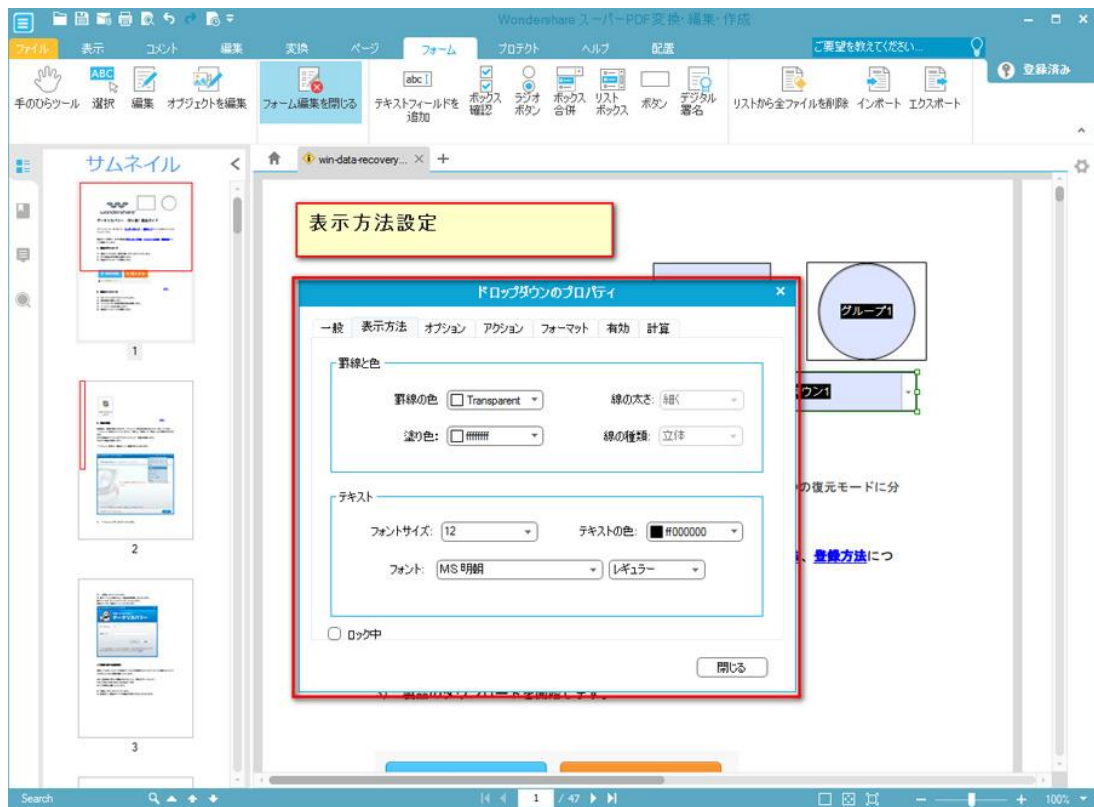 Wondershare スーパーPDF変換・編集・作成
ファイル 表示 コメント 編集 変換 ページ フォーム プロテクト ヘルプ 配置 ご要望を教えてください...
登録済み
手のひらツール 選択 編集 オブジェクトを編集 フォーム編集を閉じる テキストフィールドを追加 ボックス確認 ラジオボタン ボックス合併 リストボックス ボタン デジタル署名 リストから全ファイルを削除 インポート エクスポート
サムネイル
win-data-recovery...
表示方法設定
ドロップダウンのプロパティ
一般 表示方法 オプション アクション フォーマット 有効 計算
罫線と色
罫線の色 Transparent 線の太さ: 細く
塗り色: ffffffff 線の種類: 立体
テキスト
フォントサイズ: 12 テキストの色: ff000000
フォント: MS 明朝 レギュラー
ロック中
閉じる
グループ1
ウン1
の復元モードに分
、登録方法につ
1
2
3
Search
1 / 47
100%